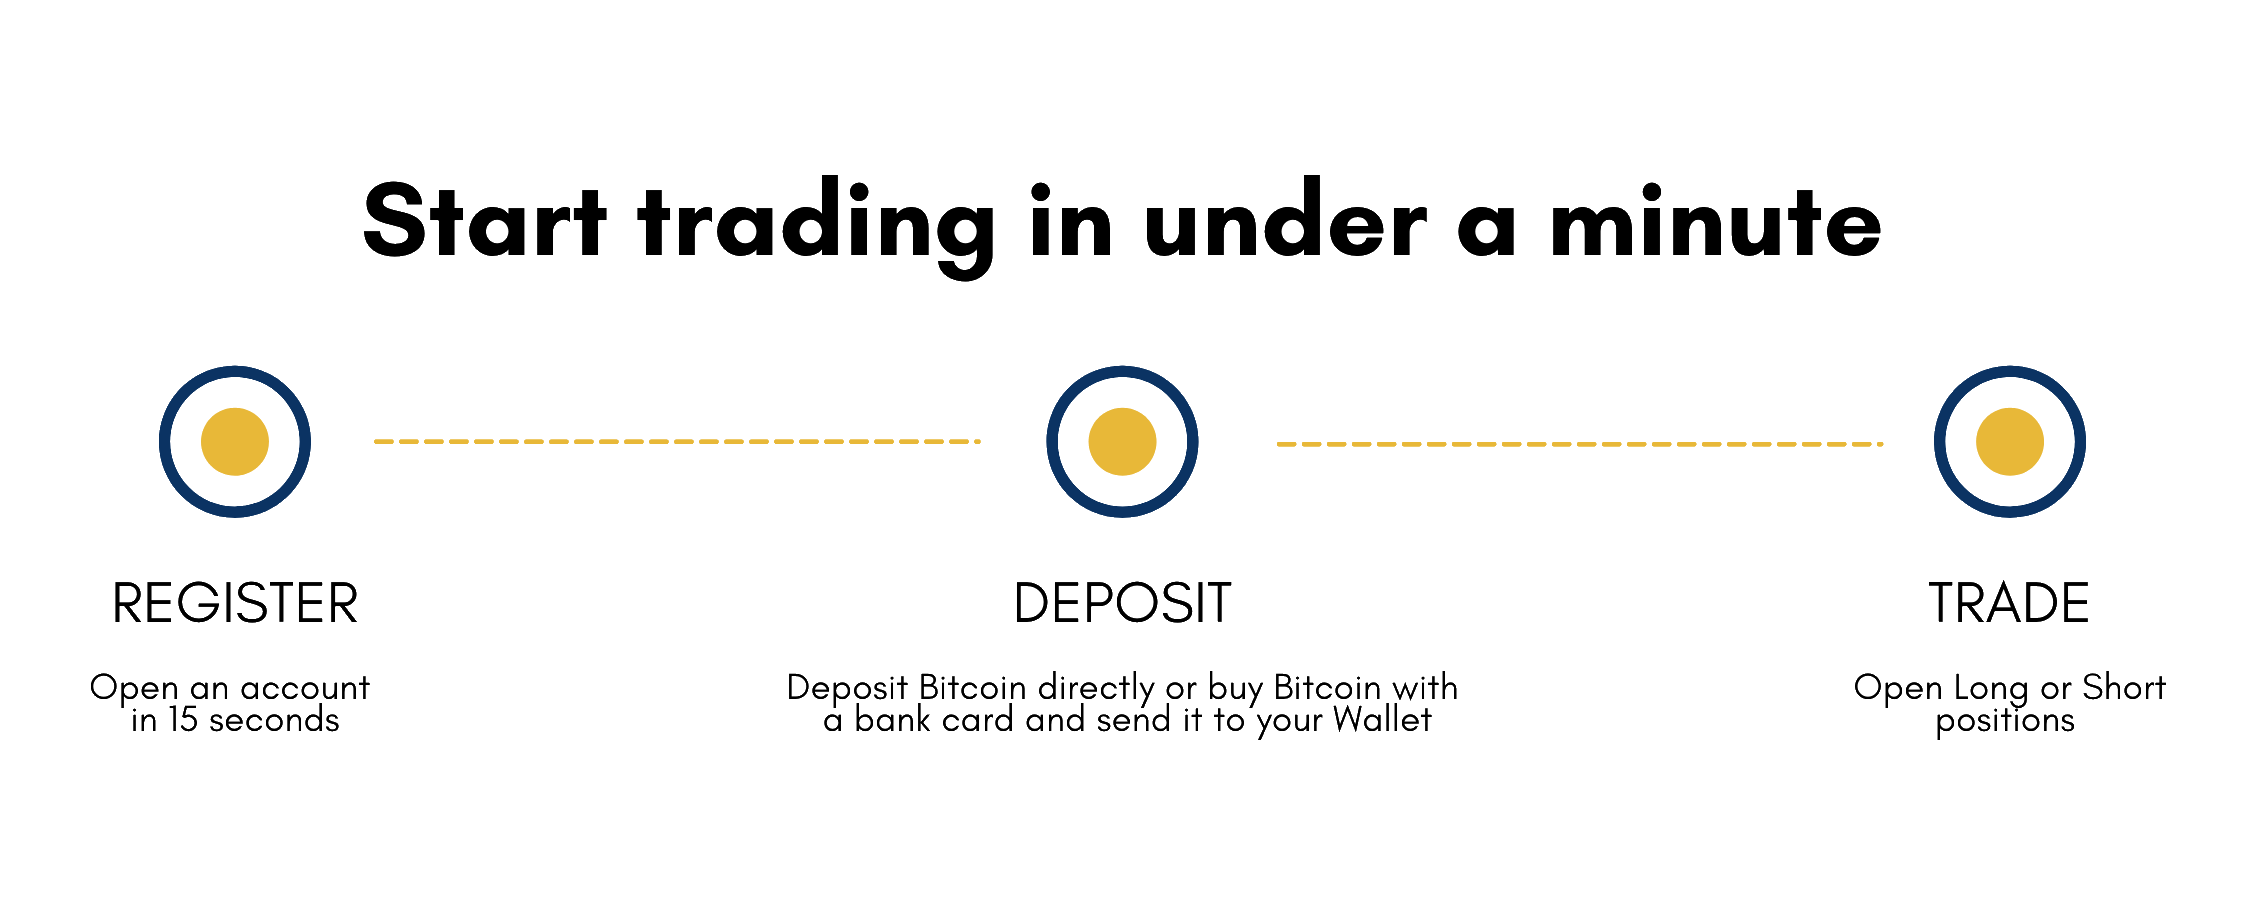 Start trading in under a minute
REGISTER
Open an account
in 15 seconds
DEPOSIT
Deposit Bitcoin directly or buy Bitcoin with
a bank card and send it to your Wallet
TRADE
Open Long or Short
positions